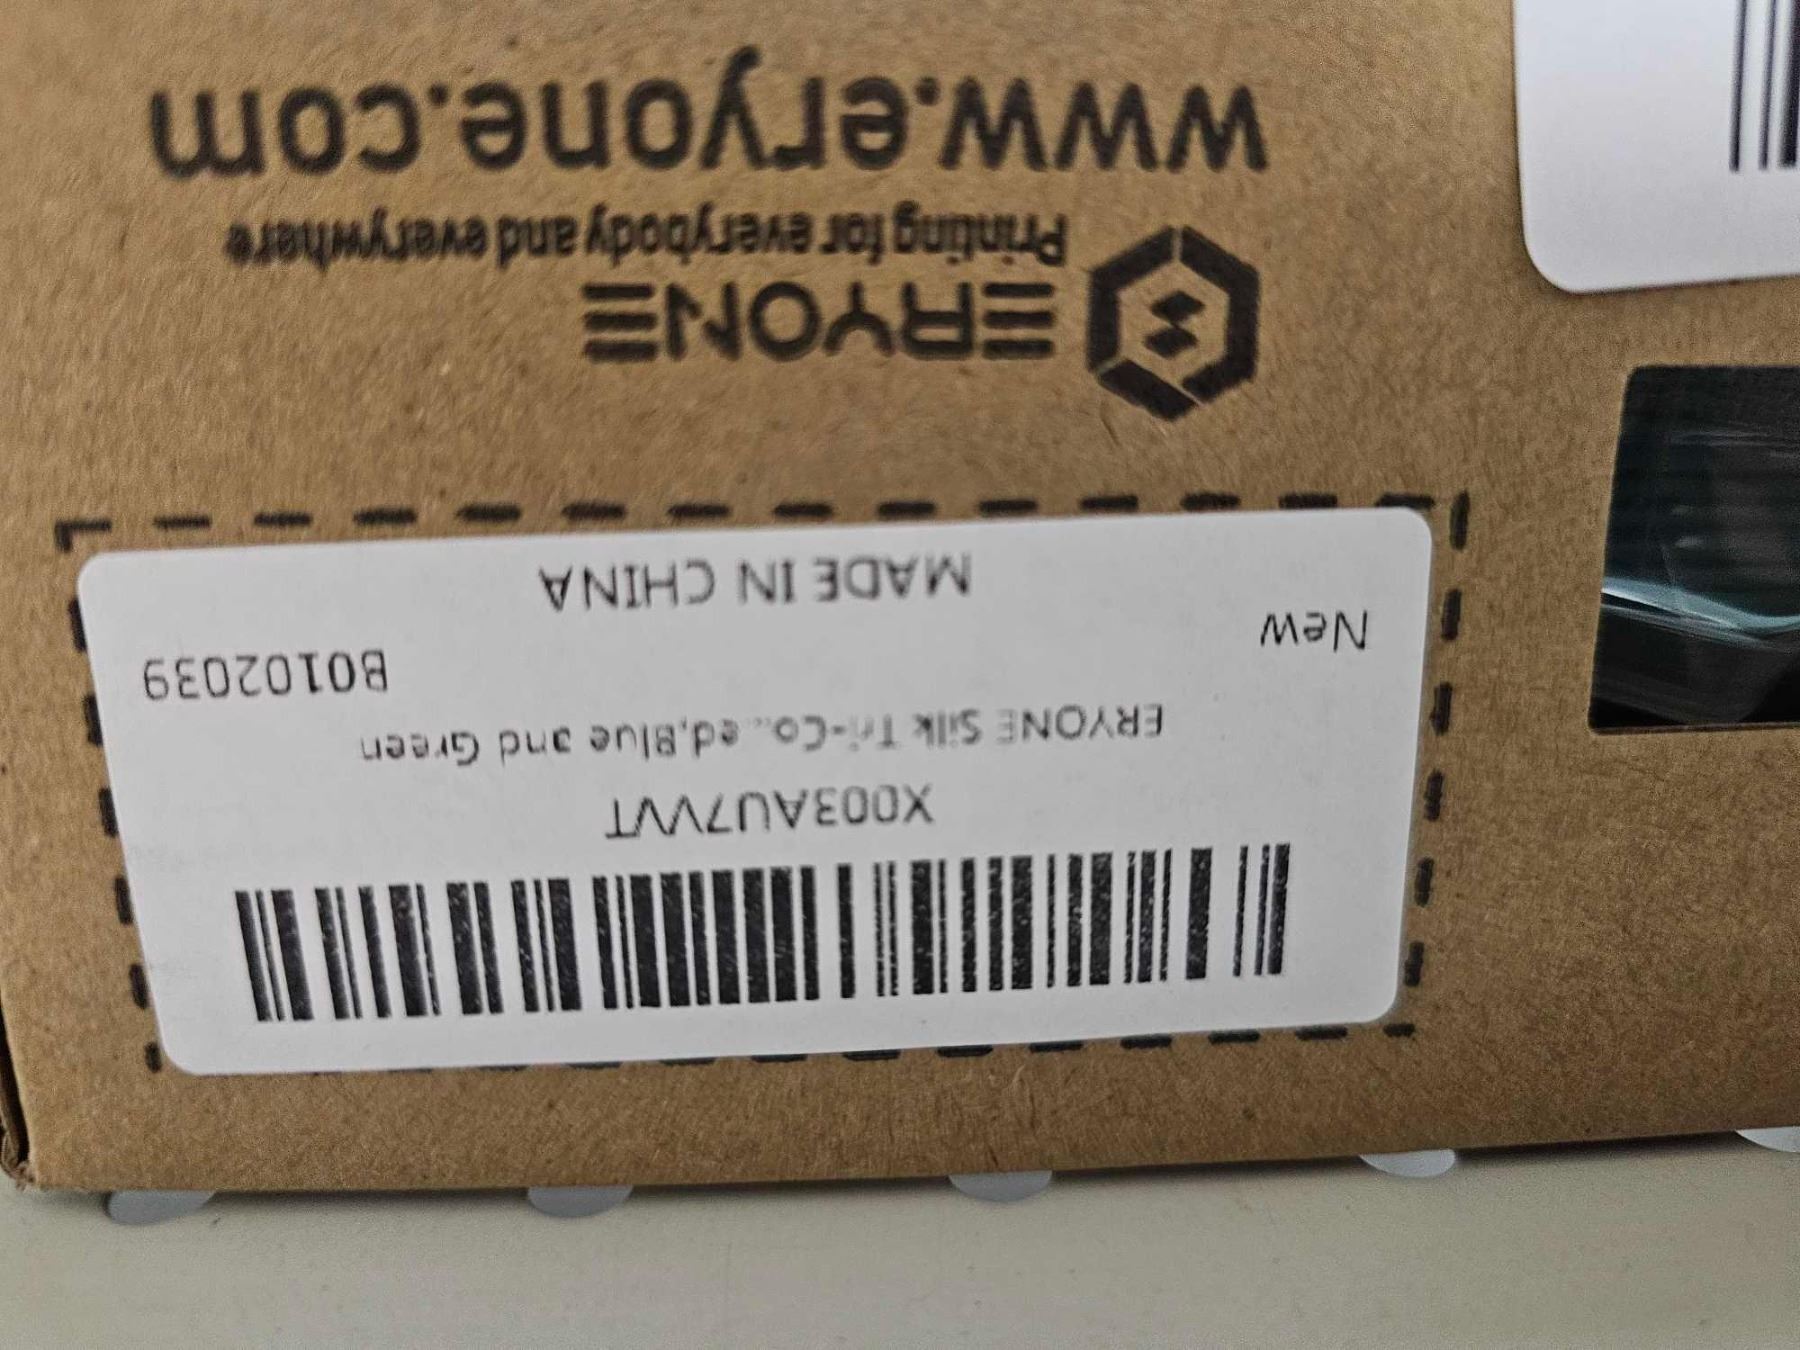 X003AU7VVT
ERYONE Silk Tri-Co...ed,Blue and Green
New
B0102039
MADE IN CHINA
ERYONE
Printing for everybody and everywhere
www.eryone.com